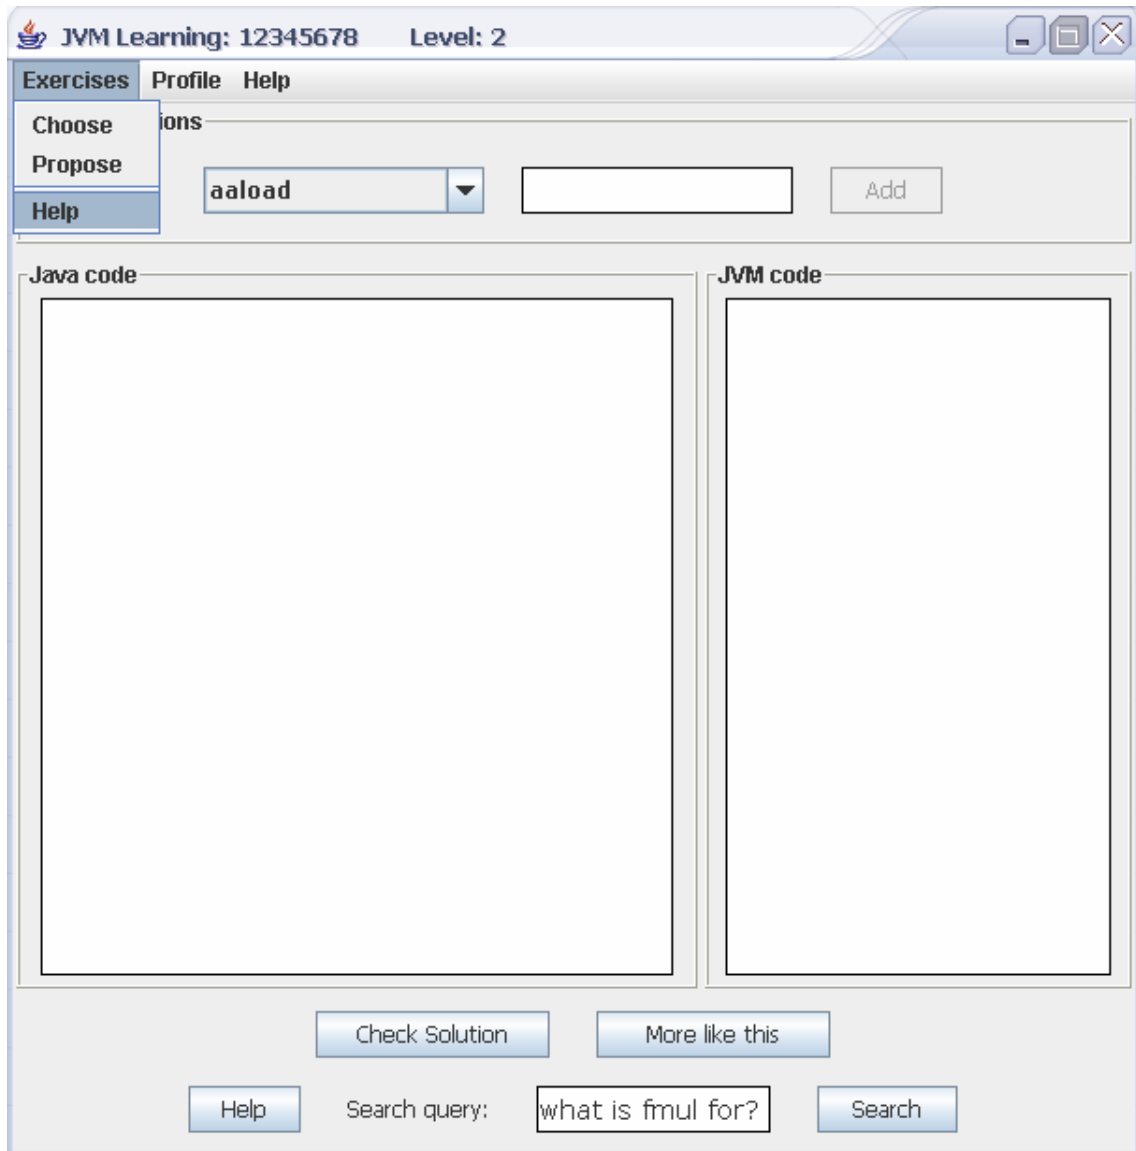 JVM Learning: 12345678 Level: 2
Exercises Profile Help
Choose
ions
Propose
aaload
Add
Help
Java code
JVM code
Check Solution
More like this
Help
Search query:
what is fmul for?
Search